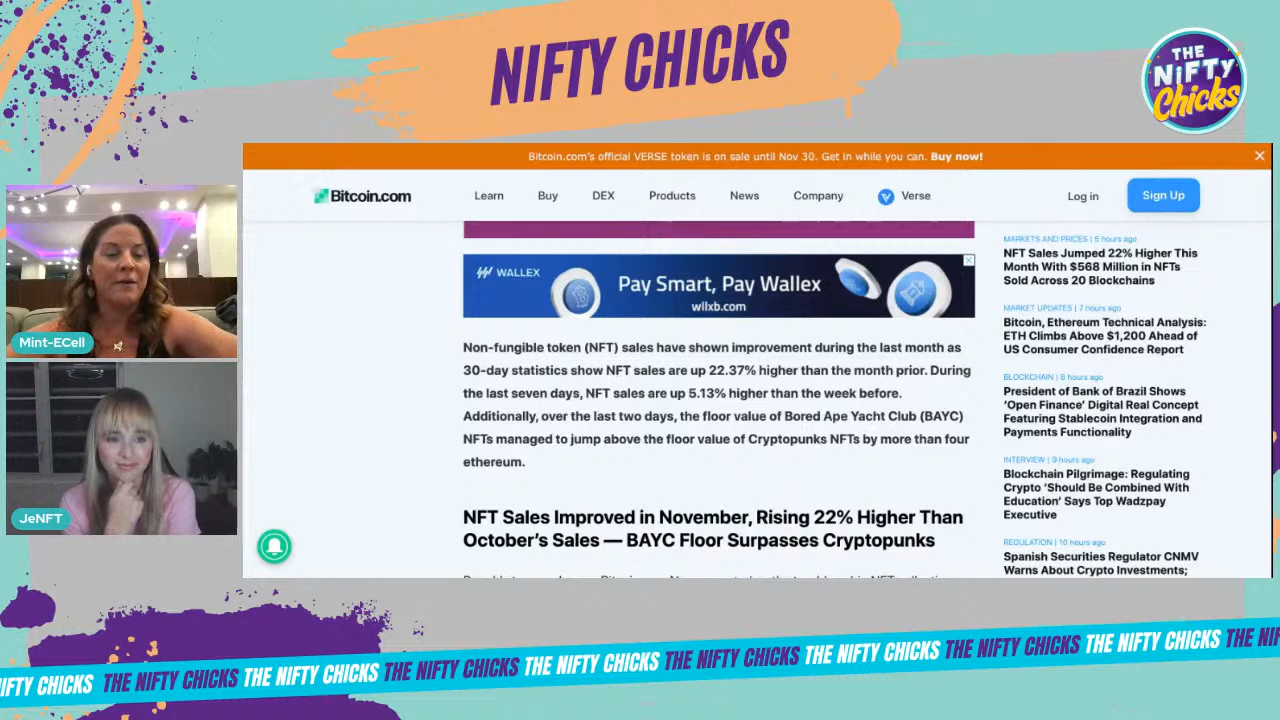 NIFTY CHICKS
THE
NiFTy
Chicks
Bitcoin.com's official VERSE token is on sale until Nov 30. Get in while you can. Buy now!
Bitcoin.com
Learn
Buy
DEX
Products
News
Company
Verse
Log in
Sign Up
WALLEX
Pay Smart, Pay Wallex
wllxb.com
Non-fungible token (NFT) sales have shown improvement during the last month as
30-day statistics show NFT sales are up 22.37% higher than the month prior. During
the last seven days, NFT sales are up 5.13% higher than the week before.
Additionally, over the last two days, the floor value of Bored Ape Yacht Club (BAYC)
NFTs managed to jump above the floor value of Cryptopunks NFTs by more than four
ethereum.
NFT Sales Improved in November, Rising 22% Higher Than
October's Sales — BAYC Floor Surpasses Cryptopunks
MARKETS AND PRICES | 5 hours ago
NFT Sales Jumped 22% Higher This
Month With $568 Million in NFTs
Sold Across 20 Blockchains
MARKET UPDATES | 7 hours ago
Bitcoin, Ethereum Technical Analysis:
ETH Climbs Above $1,200 Ahead of
US Consumer Confidence Report
BLOCKCHAIN | 8 hours ago
President of Bank of Brazil Shows
'Open Finance' Digital Real Concept
Featuring Stablecoin Integration and
Payments Functionality
INTERVIEW | 9 hours ago
Blockchain Pilgrimage: Regulating
Crypto 'Should Be Combined With
Education' Says Top Wadzpay
Executive
REGULATION | 10 hours ago
Spanish Securities Regulator CNMV
Warns About Crypto Investments;
Mint-ECell
JeNFT
IFTY CHICKS THE NIFTY CHICKS THE NIFTY CHICKS THE NIFTY CHICKS THE NIFTY CHICKS THE NIFTY CHICKS THE NIFTY CHICKS THE NIFTY CHICKS THE NIFTY CHICKS THE NI